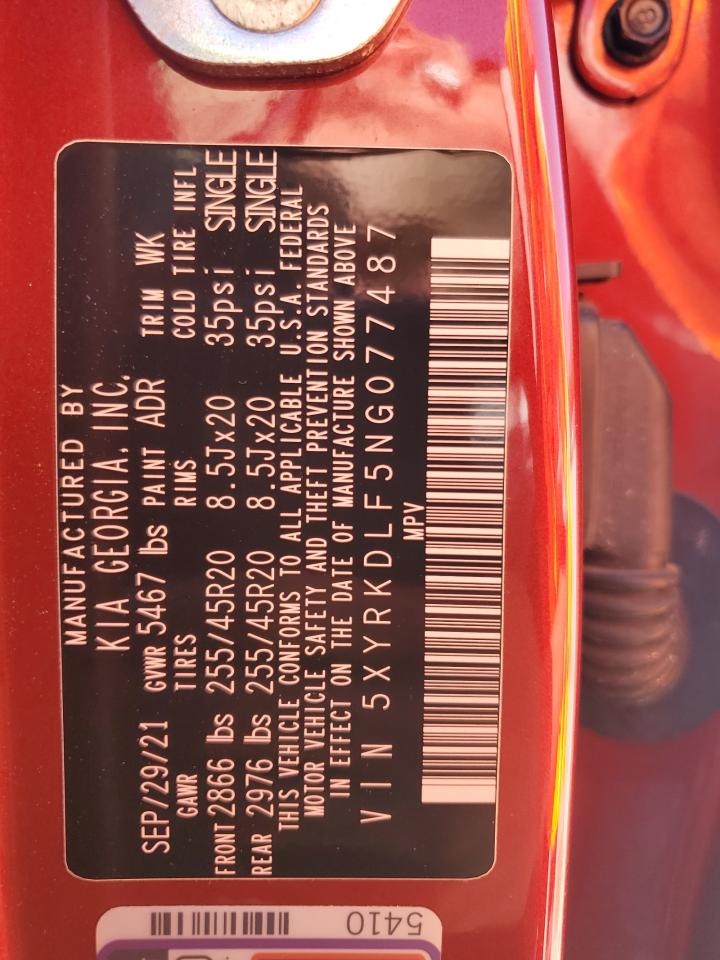 MANUFACTURED BY
KIA GEORGIA, INC.
SEP/29/21 GVWR 5467 lbs PAINT ADR TRIM WK
GAWR TIRES RIMS COLD TIRE INFL
FRONT 2866 lbs 255/45R20 8.5Jx20 35psi SINGLE
REAR 2976 lbs 255/45R20 8.5Jx20 35psi SINGLE
THIS VEHICLE CONFORMS TO ALL APPLICABLE U.S.A. FEDERAL
MOTOR VEHICLE SAFETY AND THEFT PREVENTION STANDARDS
IN EFFECT ON THE DATE OF MANUFACTURE SHOWN ABOVE
VIN 5XYRKDLF5NG077487
MPV
5410